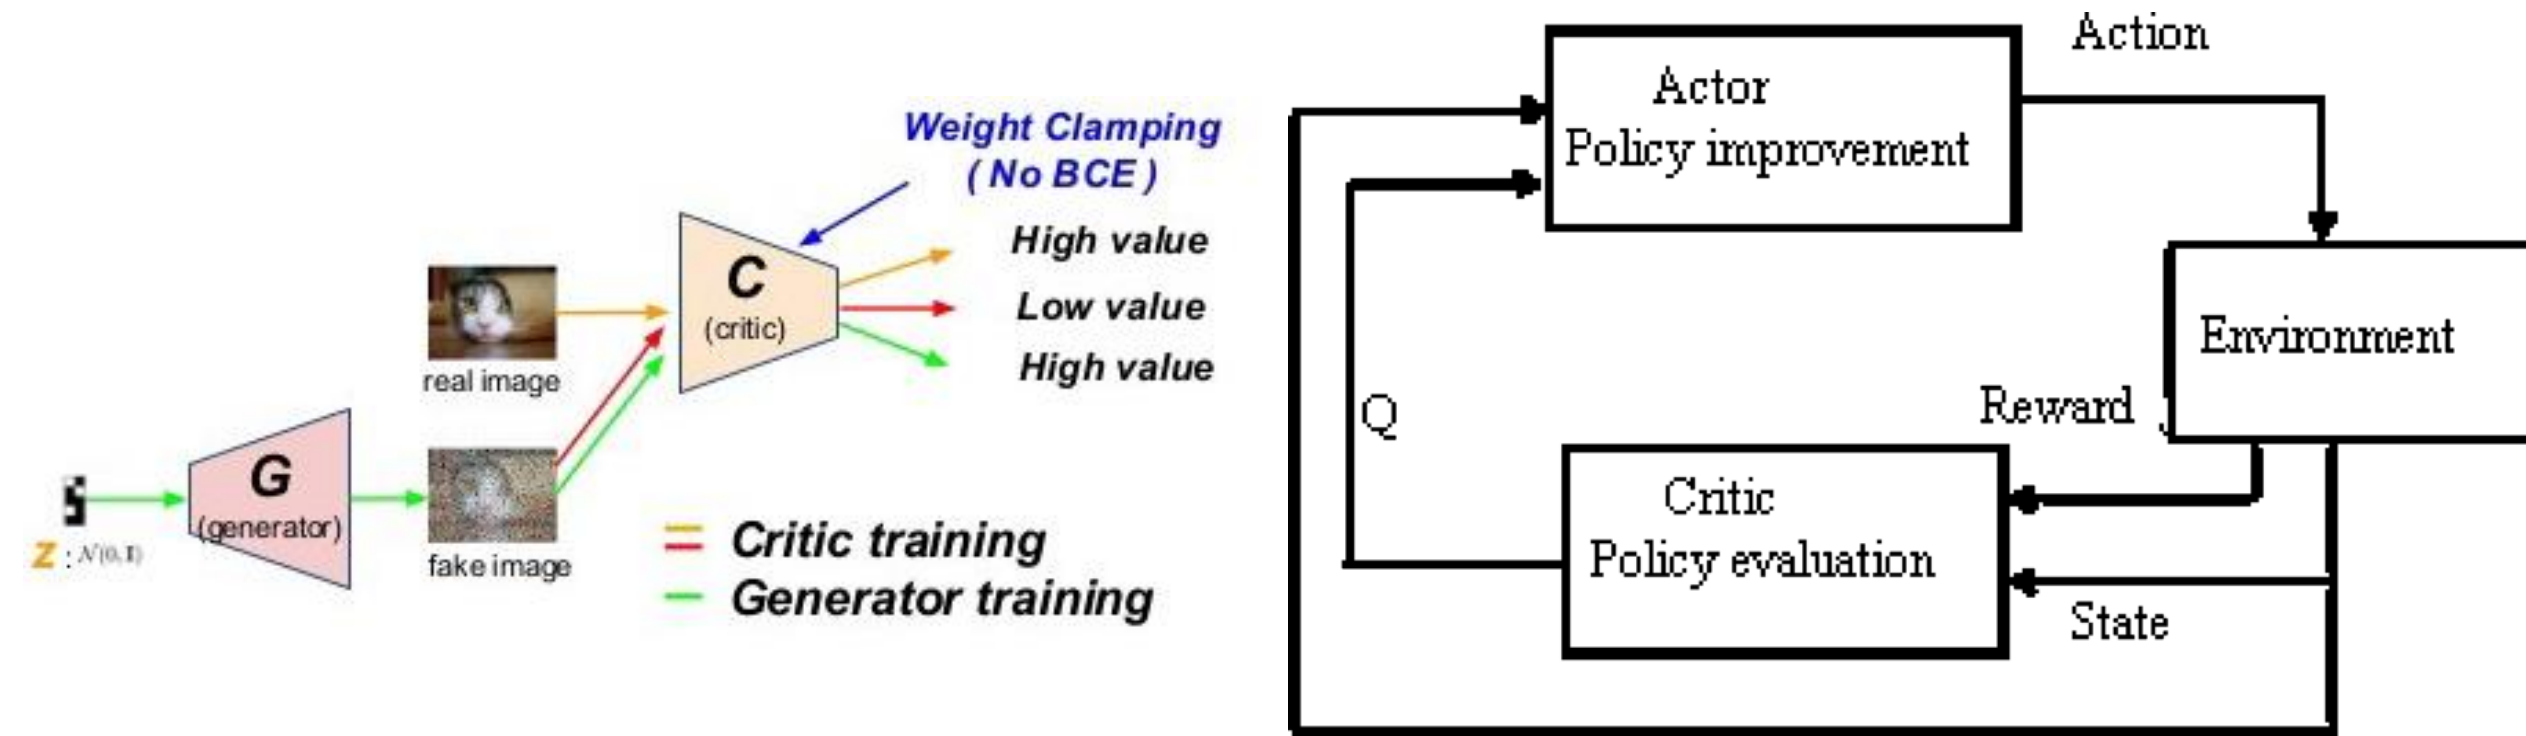 Weight Clamping
( No BCE )
High value
C
(critic)
Low value
High value
real image
G
(generator)
Z : N(0, I)
fake image
Critic training
Generator training
Action
Actor
Policy improvement
Environment
Reward
Q
Critic
Policy evaluation
State